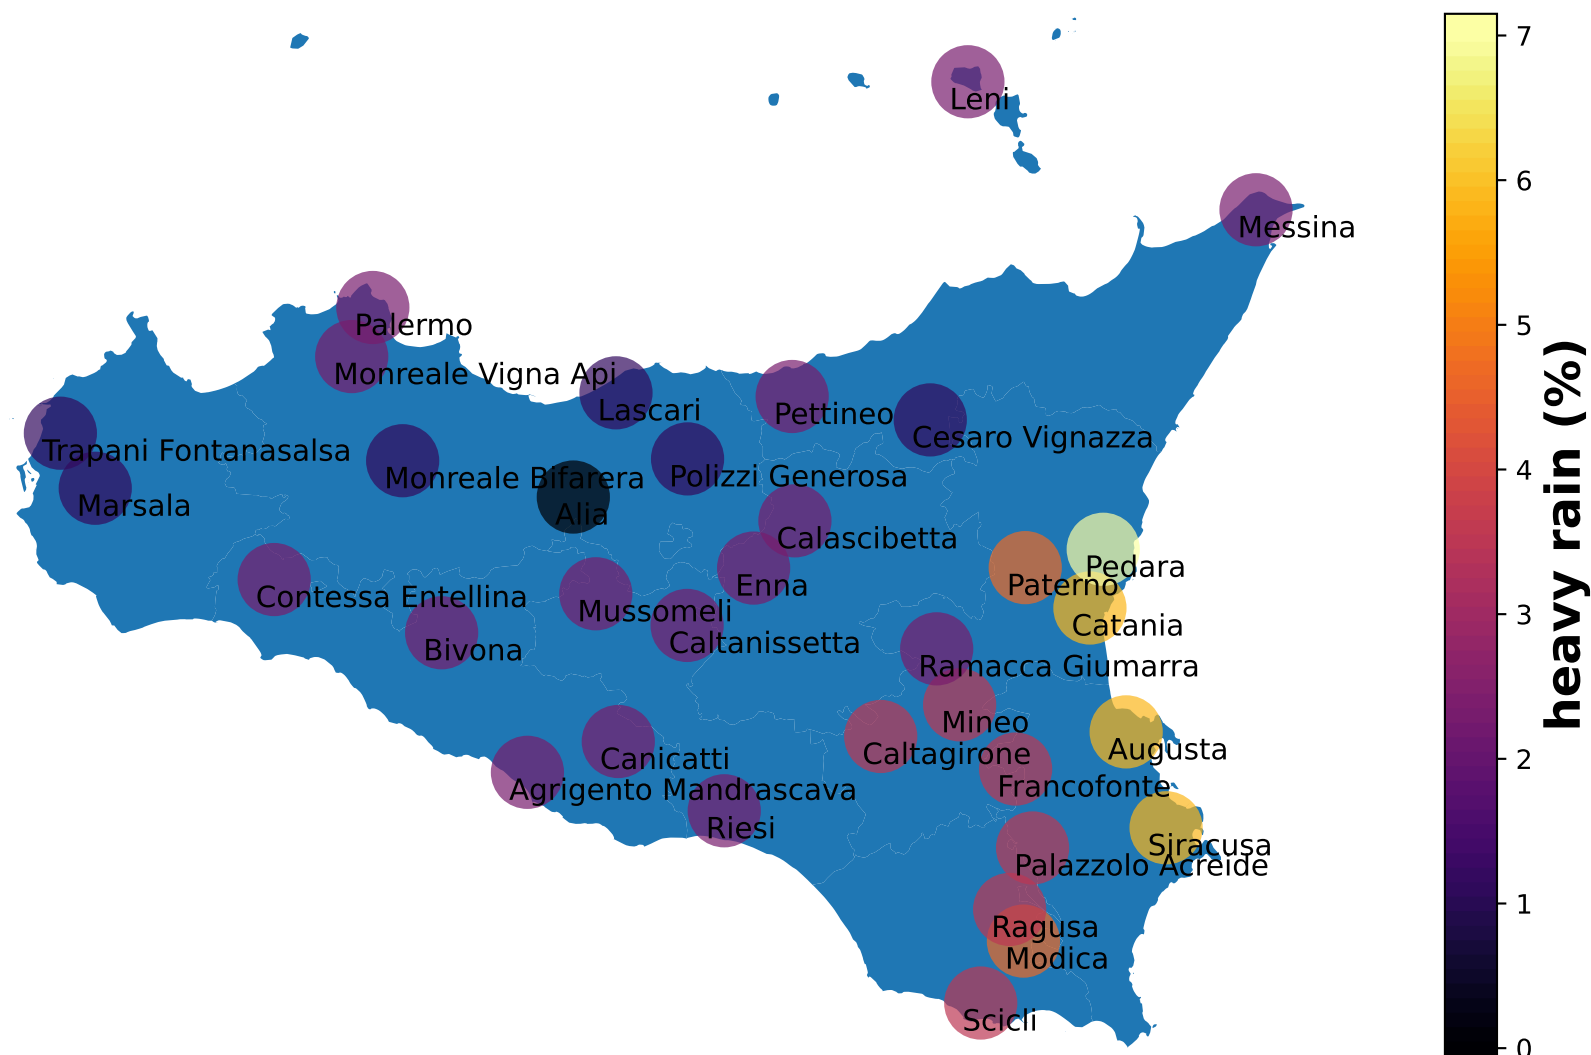 Leni
Messina
Palermo
Monreale Vigna Api
Lascari
Pettineo
Cesaro Vignazza
Trapani Fontanasalsa
Monreale Bifarera
Polizzi Generosa
Marsala
Alia
Calascibetta
Pedara
Enna
Paterno
Contessa Entellina
Mussomeli
Catania
Bivona
Caltanissetta
Ramacca Giumarra
Mineo
Canicatti
Caltagirone
Augusta
Agrigento Mandrascava
Francofonte
Riesi
Siracusa
Palazzolo Acreide
Ragusa
Modica
Scicli
7
6
5
4
3
2
1
0
heavy rain (%)